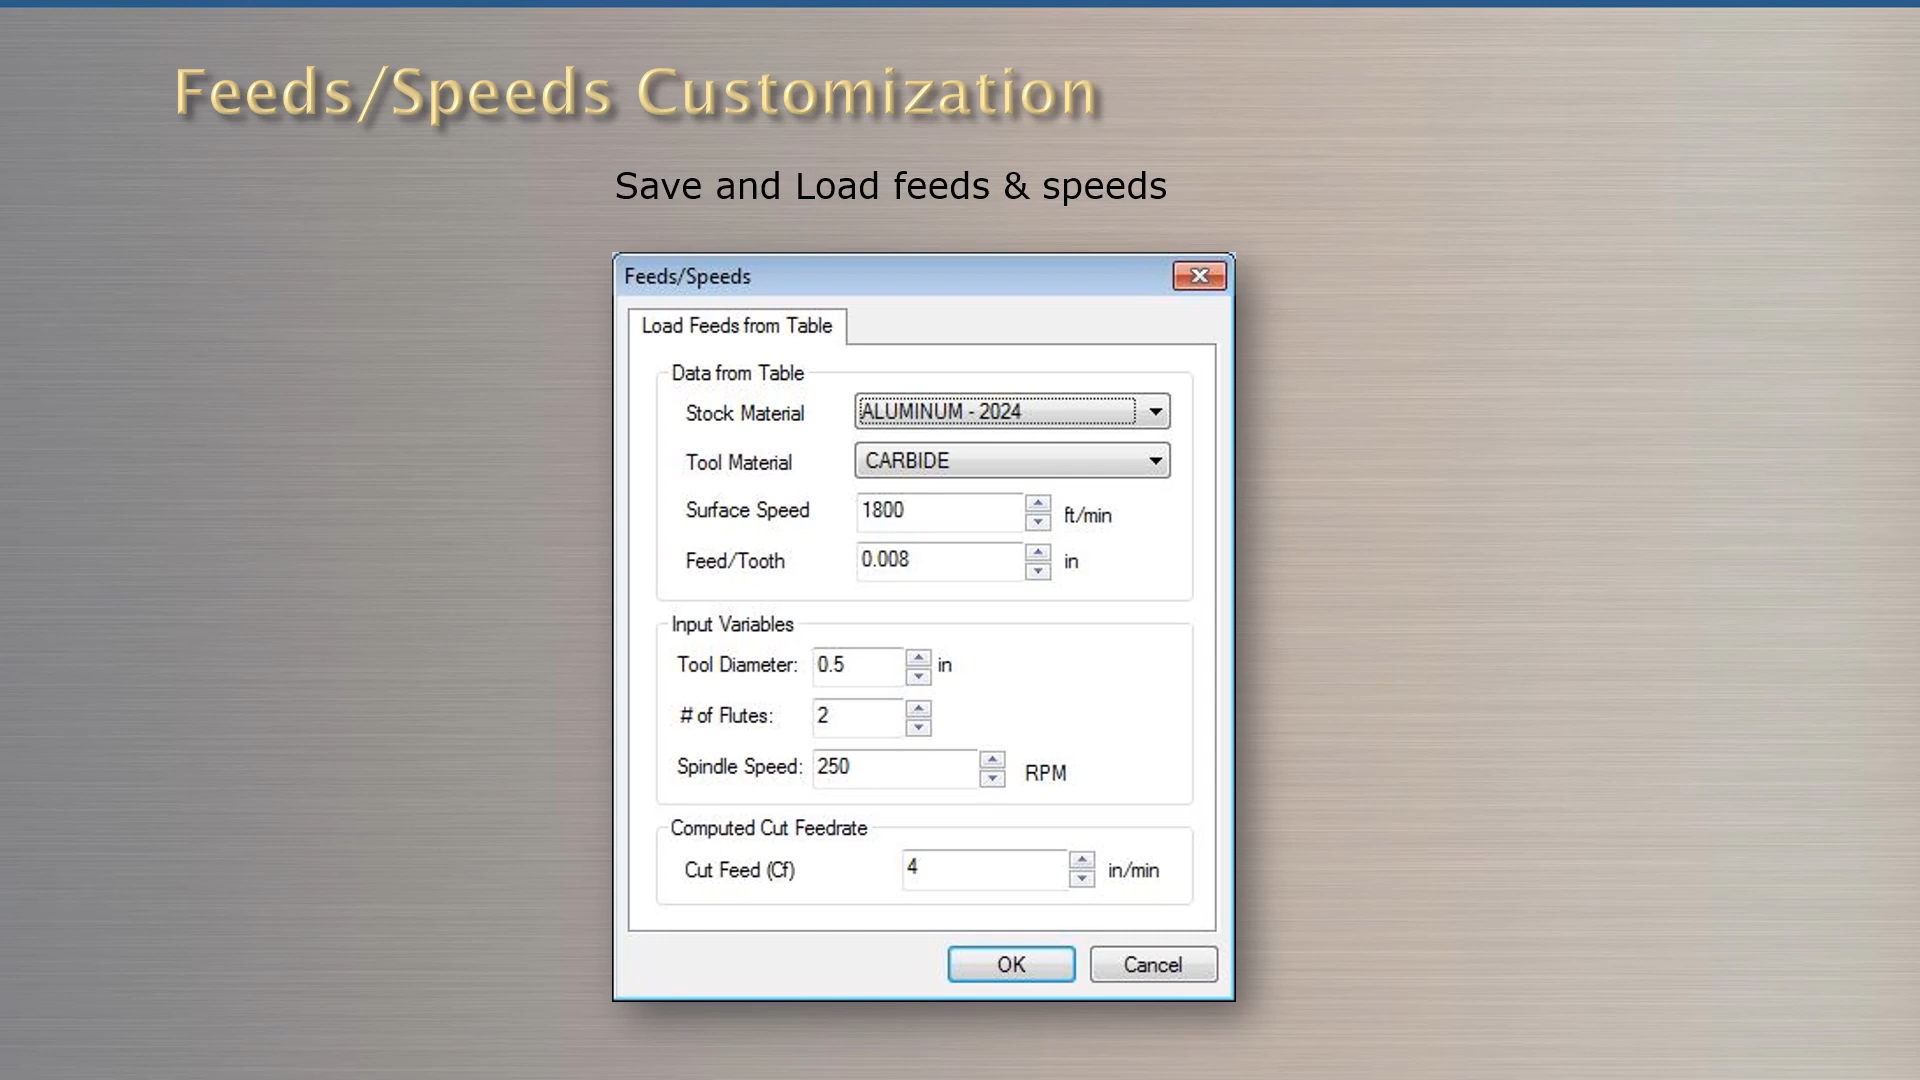 Feeds/Speeds Customization
Save and Load feeds & speeds
Feeds/Speeds
Load Feeds from Table
Data from Table
Stock Material ALUMINUM - 2024
Tool Material CARBIDE
Surface Speed 1800 ft/min
Feed/Tooth 0.008 in
Input Variables
Tool Diameter: 0.5 in
# of Flutes: 2
Spindle Speed: 250 RPM
Computed Cut Feedrate
Cut Feed (Cf) 4 in/min
OK Cancel